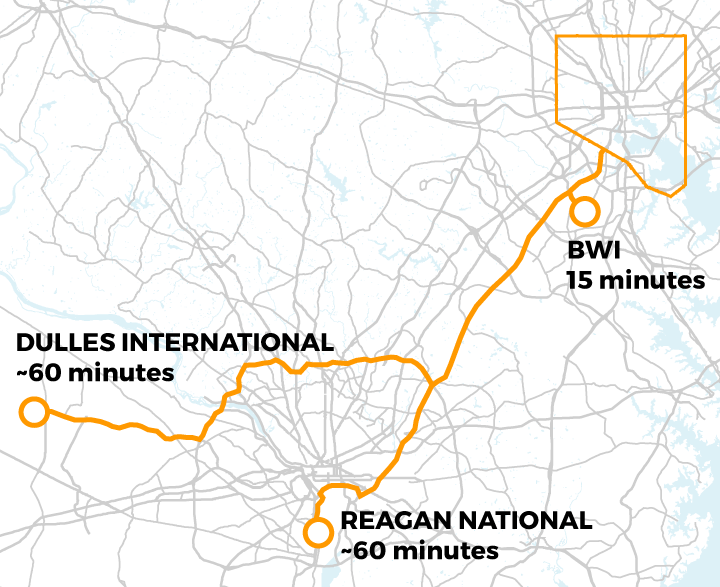 BWI
15 minutes
DULLES INTERNATIONAL
~60 minutes
REAGAN NATIONAL
~60 minutes